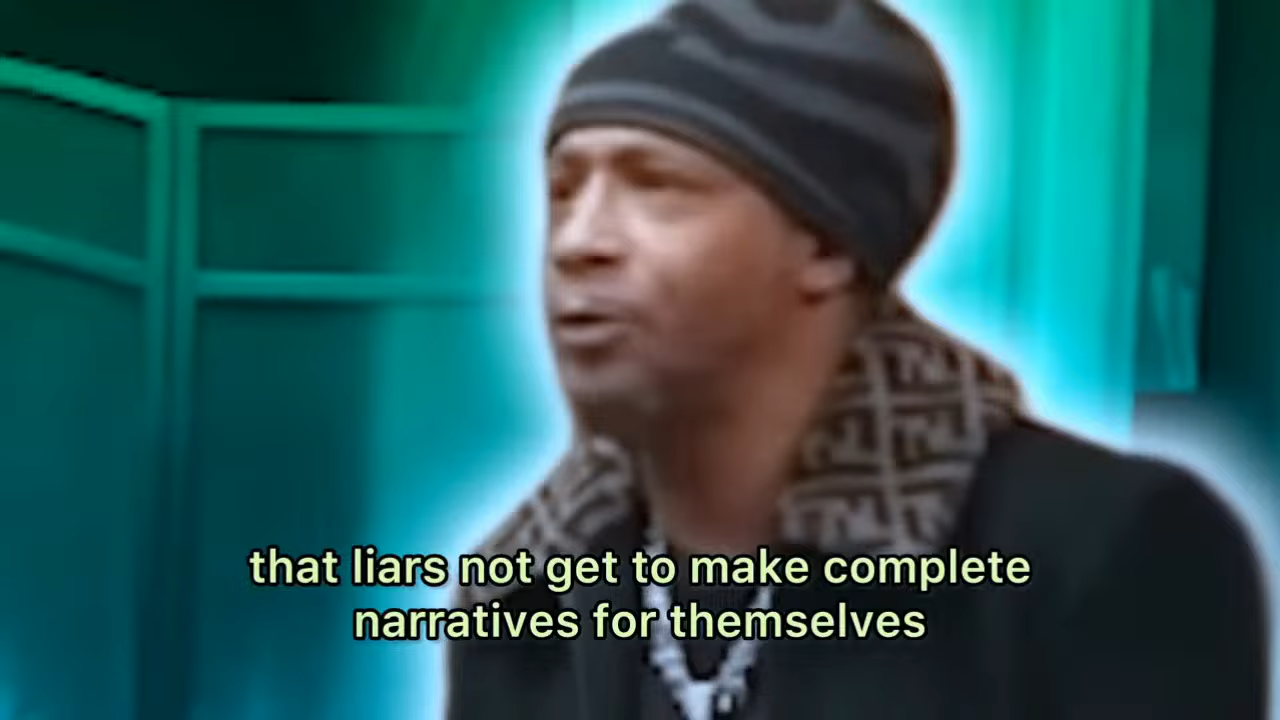 that liars not get to make complete
narratives for themselves